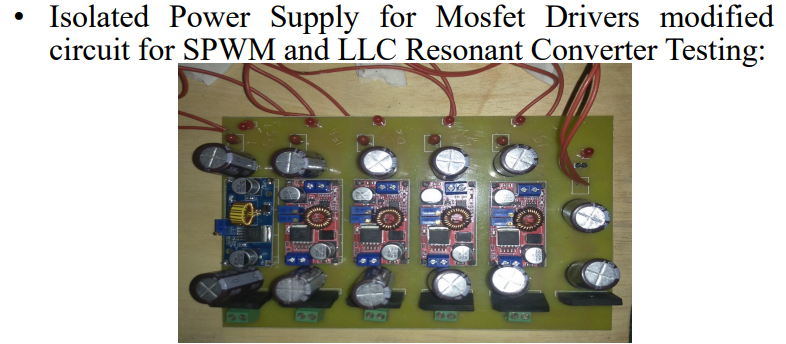 • Isolated Power Supply for Mosfet Drivers modified
circuit for SPWM and LLC Resonant Converter Testing: